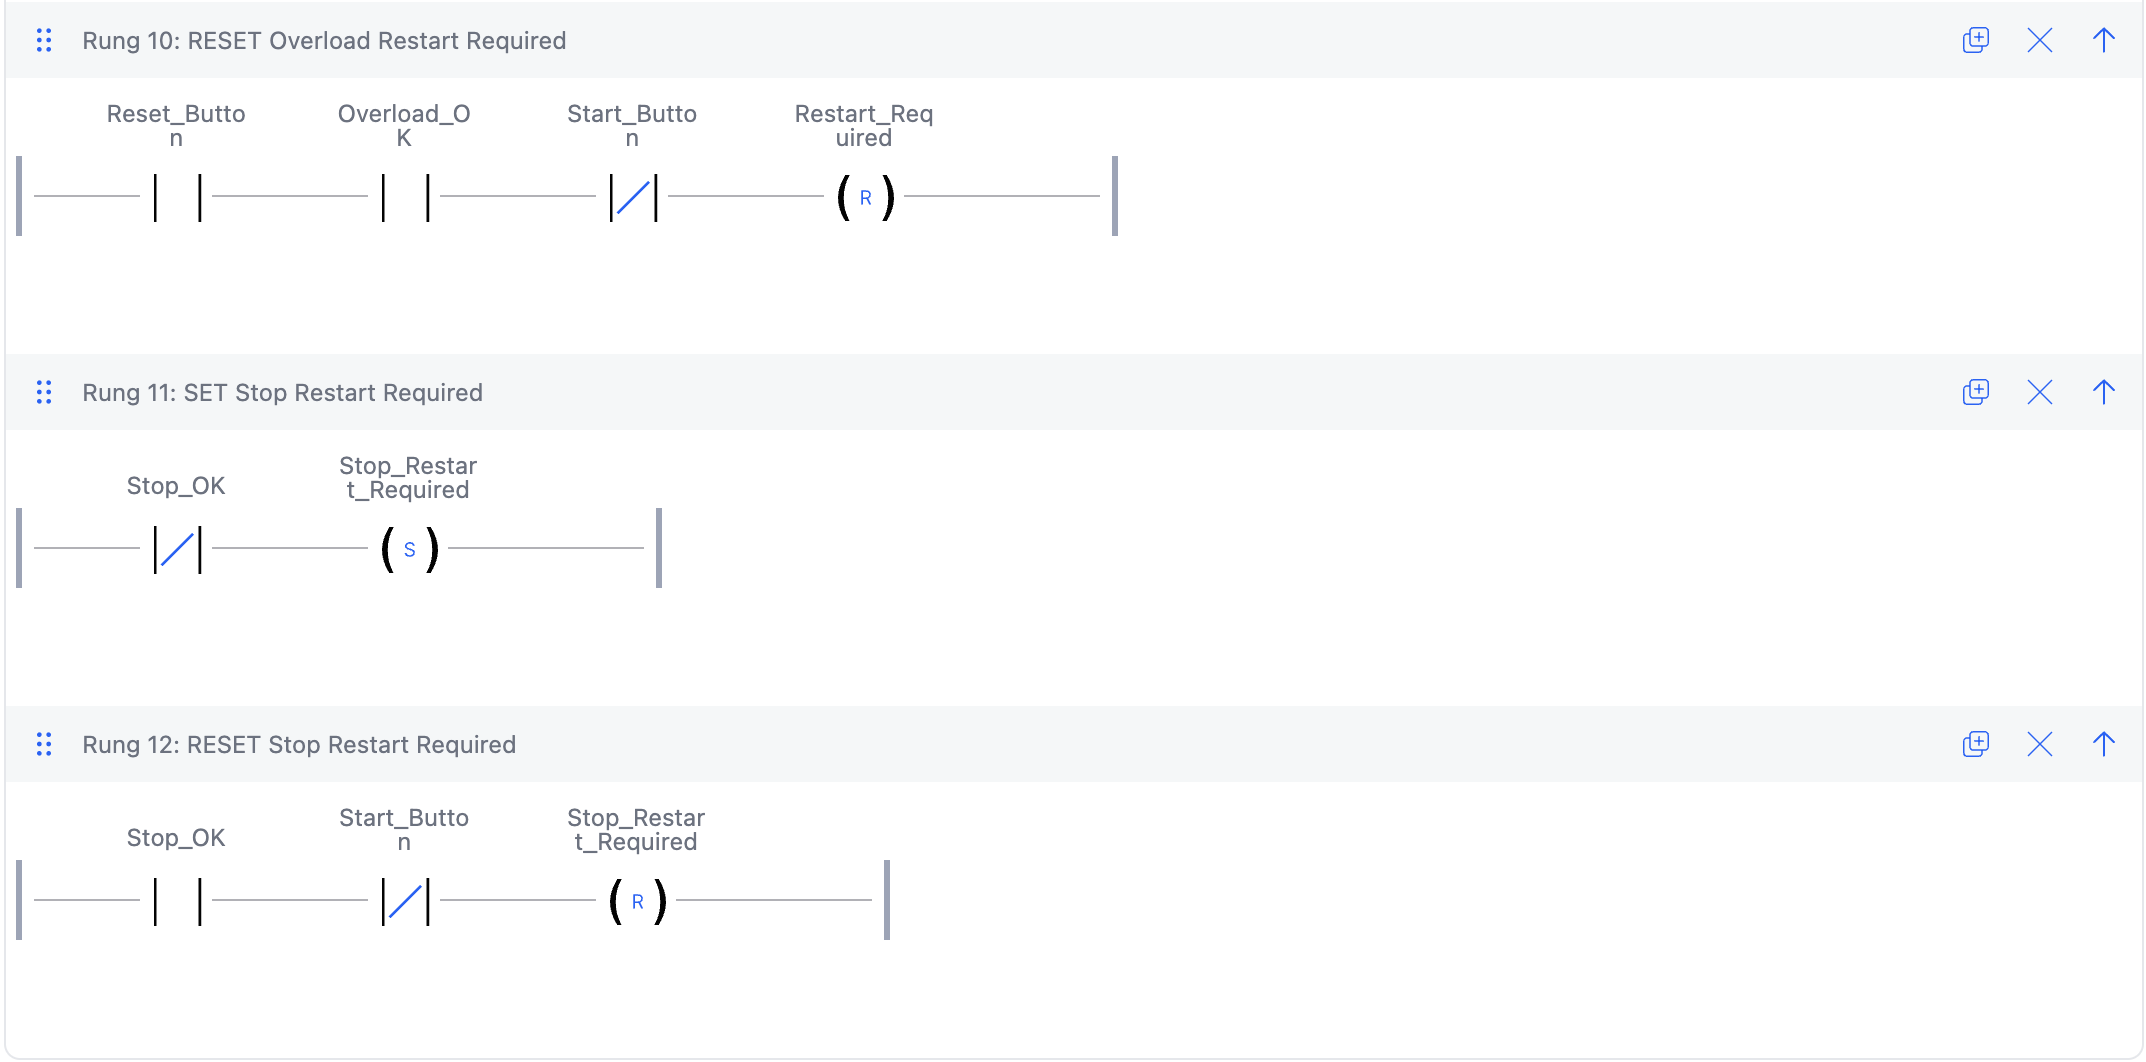 Rung 10: RESET Overload Restart Required
Reset_Butto Overload_O Start_Butto Restart_Req
n K n uired
R
Rung 11: SET Stop Restart Required
Stop_OK Stop_Restar
t_Required
S
Rung 12: RESET Stop Restart Required
Stop_OK Start_Butto Stop_Restar
n t_Required
R